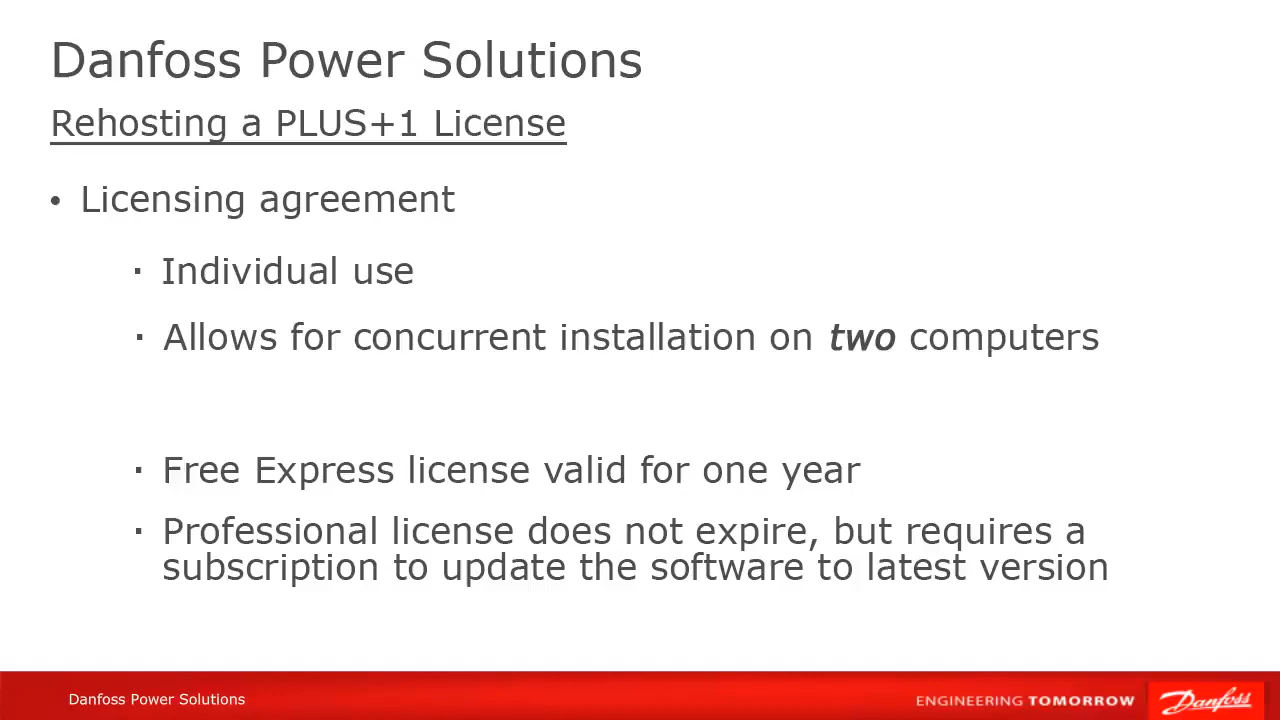 Danfoss Power Solutions
Rehosting a PLUS+1 License
• Licensing agreement
▪ Individual use
▪ Allows for concurrent installation on two computers
▪ Free Express license valid for one year
▪ Professional license does not expire, but requires a
subscription to update the software to latest version
Danfoss Power Solutions
ENGINEERING TOMORROW
Danfoss